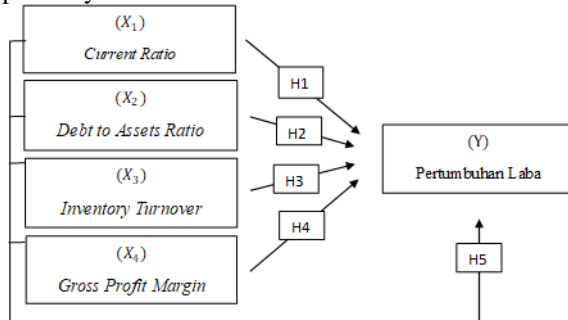 (X₁)
Current Ratio
H1
(X₂)
Debt to Assets Ratio
H2
(Y)
Pertumbuhan Laba
(X₃)
Inventory Turnover
H3
H4
(X₄)
Gross Profit Margin
H5